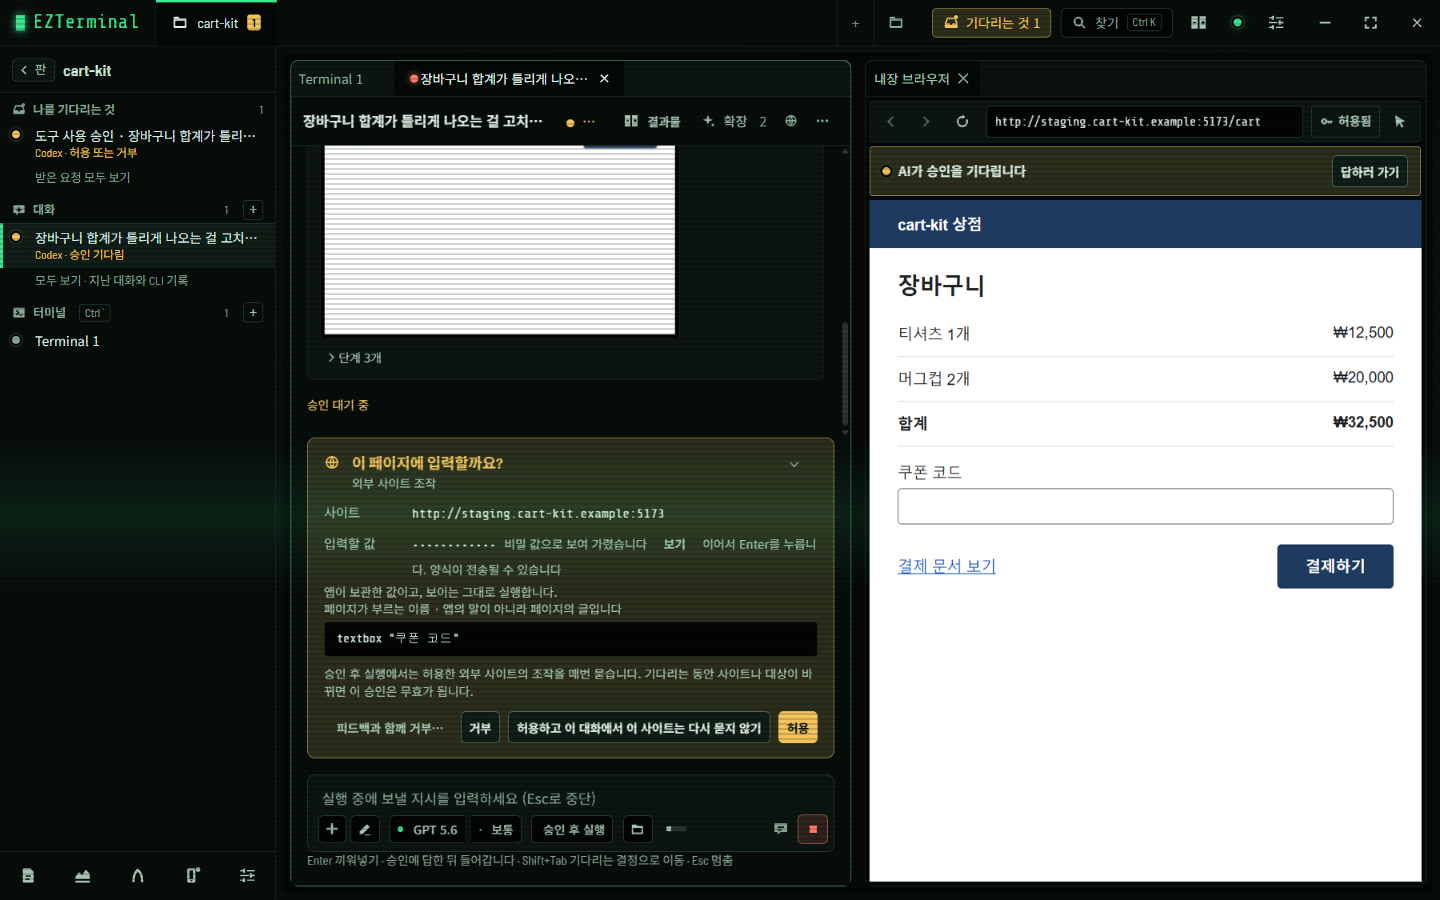 EZTerminal
cart-kit 1
+
기다리는 것 1
찾기 Ctrl K
판 cart-kit
나를 기다리는 것 1
도구 사용 승인 · 장바구니 합계가 틀리…
Codex · 허용 또는 거부
받은 요청 모두 보기
대화 1 +
장바구니 합계가 틀리게 나오는 걸 고치…
Codex · 승인 기다림
모두 보기 · 지난 대화와 CLI 기록
터미널 Ctrl ` 1 +
Terminal 1
Terminal 1
장바구니 합계가 틀리게 나오…
장바구니 합계가 틀리게 나오는 걸 고치…
결과물 확장 2
단계 3개
승인 대기 중
이 페이지에 입력할까요?
외부 사이트 조작
사이트 http://staging.cart-kit.example:5173
입력할 값 ············ 비밀 값으로 보여 가렸습니다 보기 이어서 Enter를 누릅니
다. 양식이 전송될 수 있습니다
앱이 보관한 값이고, 보이는 그대로 실행합니다.
페이지가 부르는 이름 · 앱의 말이 아니라 페이지의 글입니다
textbox "쿠폰 코드"
승인 후 실행에서는 허용한 외부 사이트의 조작을 매번 묻습니다. 기다리는 동안 사이트나 대상이 바
뀌면 이 승인은 무효가 됩니다.
피드백과 함께 거부… 거부 허용하고 이 대화에서 이 사이트는 다시 묻지 않기 허용
실행 중에 보낼 지시를 입력하세요 (Esc로 중단)
GPT 5.6 · 보통 승인 후 실행
Enter 끼워넣기 · 승인에 답한 뒤 들어갑니다 · Shift+Tab 기다리는 결정으로 이동 · Esc 멈춤
내장 브라우저
http://staging.cart-kit.example:5173/cart 허용됨
AI가 승인을 기다립니다 답하러 가기
cart-kit 상점
장바구니
티셔츠 1개 ₩12,500
머그컵 2개 ₩20,000
합계 ₩32,500
쿠폰 코드
결제 문서 보기 결제하기